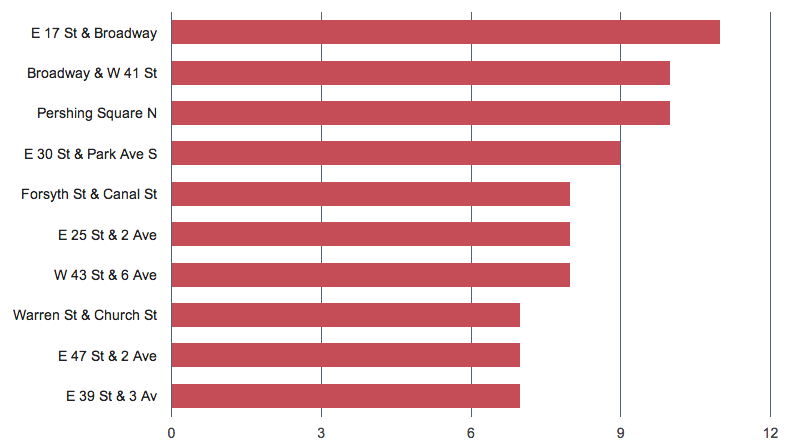 E 17 St & Broadway
Broadway & W 41 St
Pershing Square N
E 30 St & Park Ave S
Forsyth St & Canal St
E 25 St & 2 Ave
W 43 St & 6 Ave
Warren St & Church St
E 47 St & 2 Ave
E 39 St & 3 Av
0 3 6 9 12